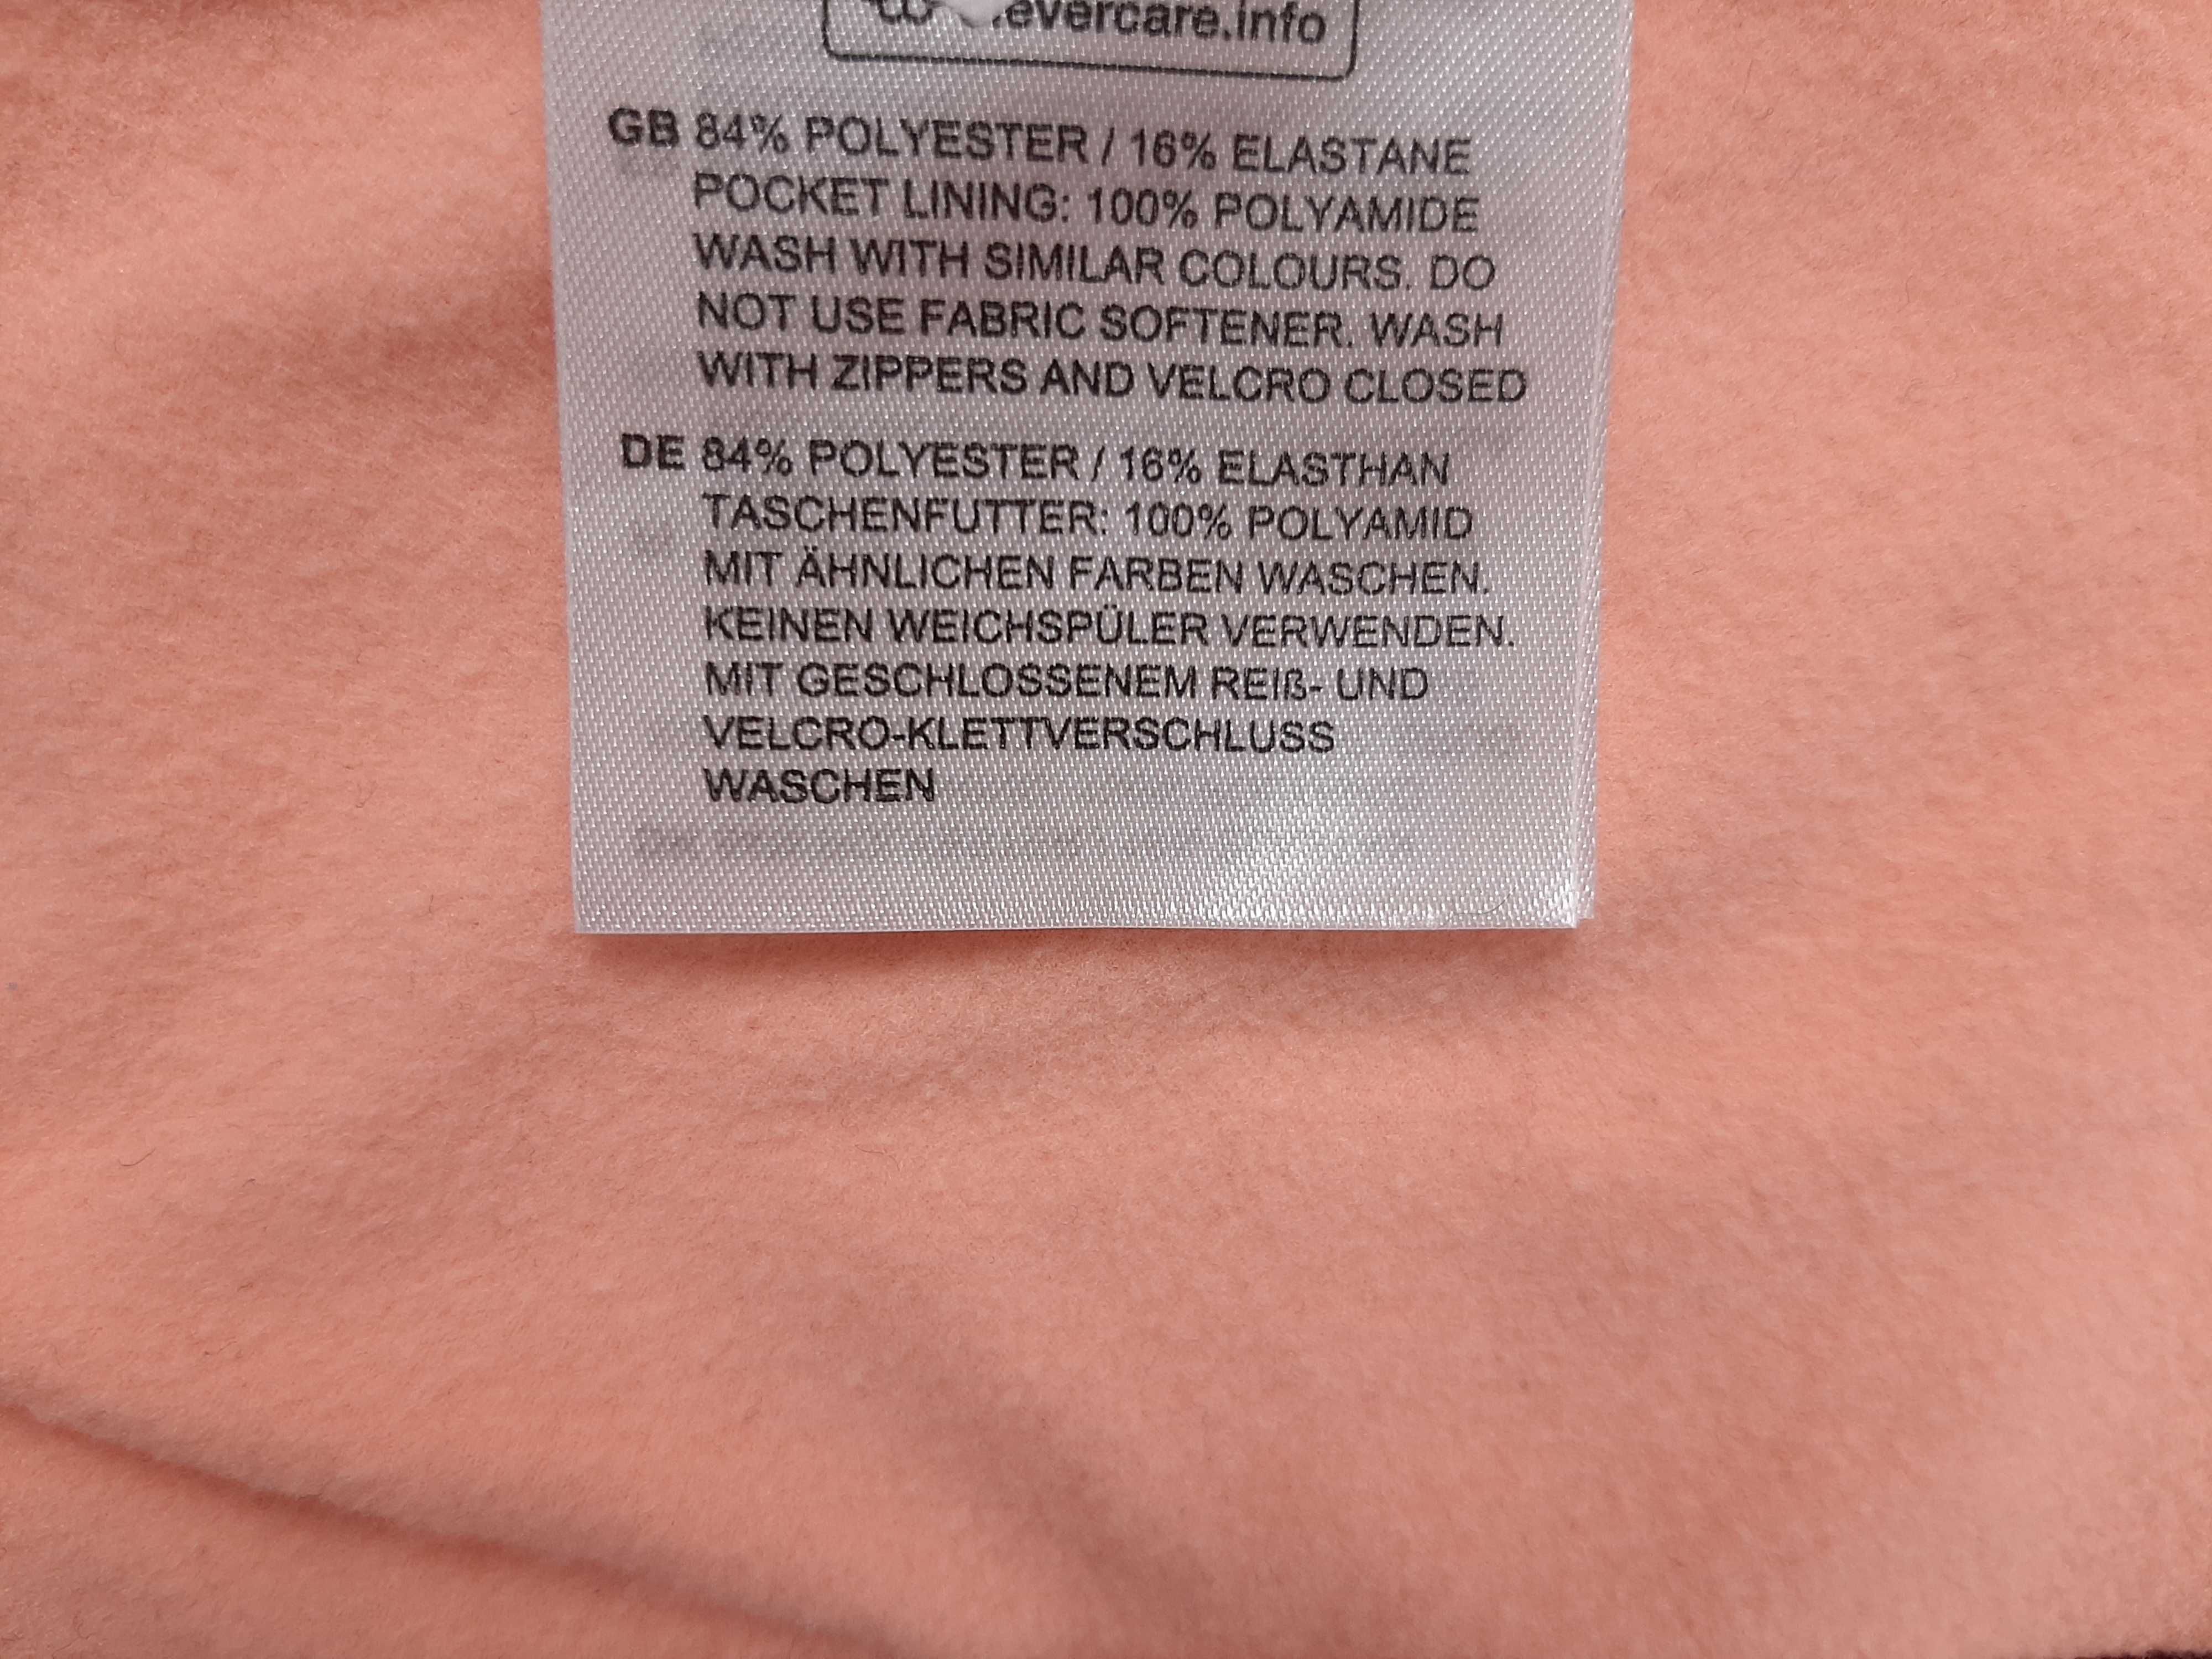 evercare.info
GB 84% POLYESTER / 16% ELASTANE
POCKET LINING: 100% POLYAMIDE
WASH WITH SIMILAR COLOURS. DO
NOT USE FABRIC SOFTENER. WASH
WITH ZIPPERS AND VELCRO CLOSED
DE 84% POLYESTER / 16% ELASTHAN
TASCHENFUTTER: 100% POLYAMID
MIT ÄHNLICHEN FARBEN WASCHEN.
KEINEN WEICHSPÜLER VERWENDEN.
MIT GESCHLOSSENEM REIß- UND
VELCRO-KLETTVERSCHLUSS
WASCHEN